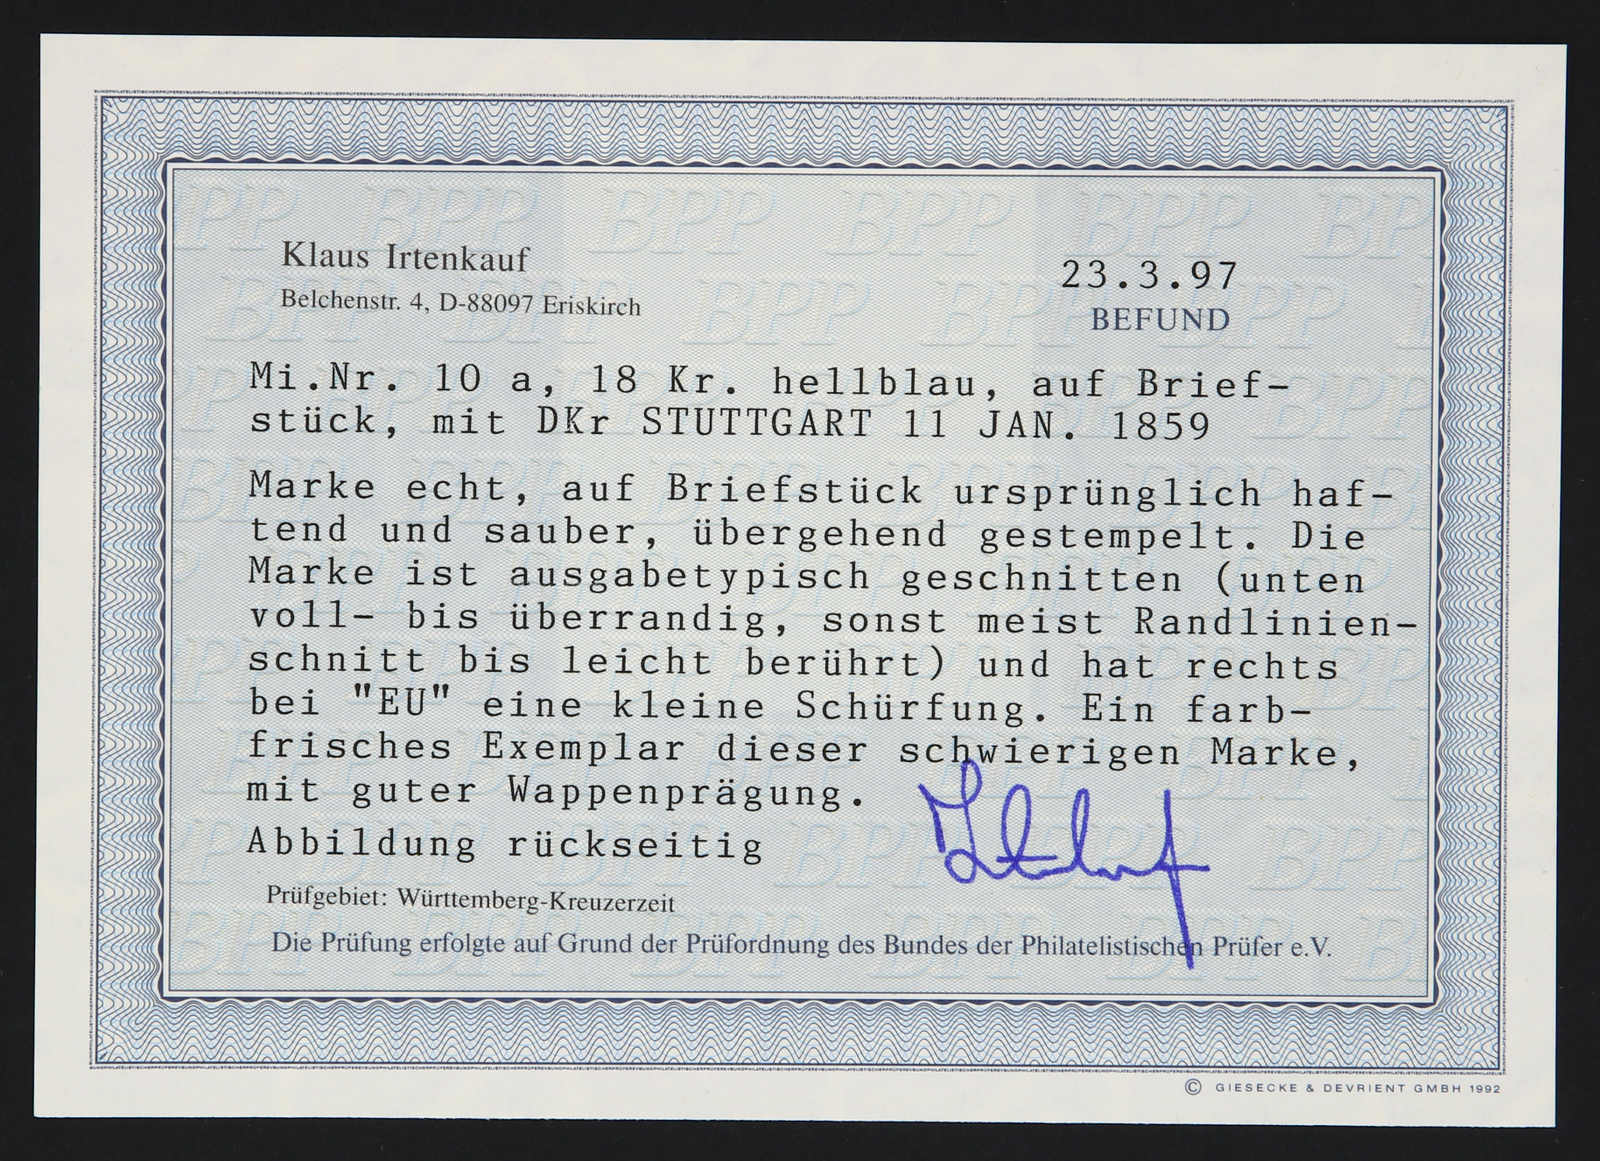 Klaus Irtenkauf
Belchenstr. 4, D-88097 Eriskirch
23.3.97
BEFUND
Mi.Nr. 10 a, 18 Kr. hellblau, auf Brief-
stück, mit DKr STUTTGART 11 JAN. 1859
Marke echt, auf Briefstück ursprünglich haf-
tend und sauber, übergehend gestempelt. Die
Marke ist ausgabetypisch geschnitten (unten
voll- bis überrandig, sonst meist Randlinien-
schnitt bis leicht berührt) und hat rechts
bei "EU" eine kleine Schürfung. Ein farb-
frisches Exemplar dieser schwierigen Marke,
mit guter Wappenprägung.
Abbildung rückseitig
Prüfgebiet: Württemberg-Kreuzerzeit
Die Prüfung erfolgte auf Grund der Prüfordnung des Bundes der Philatelistischen Prüfer e.V.
© GIESECKE & DEVRIENT GMBH 1992